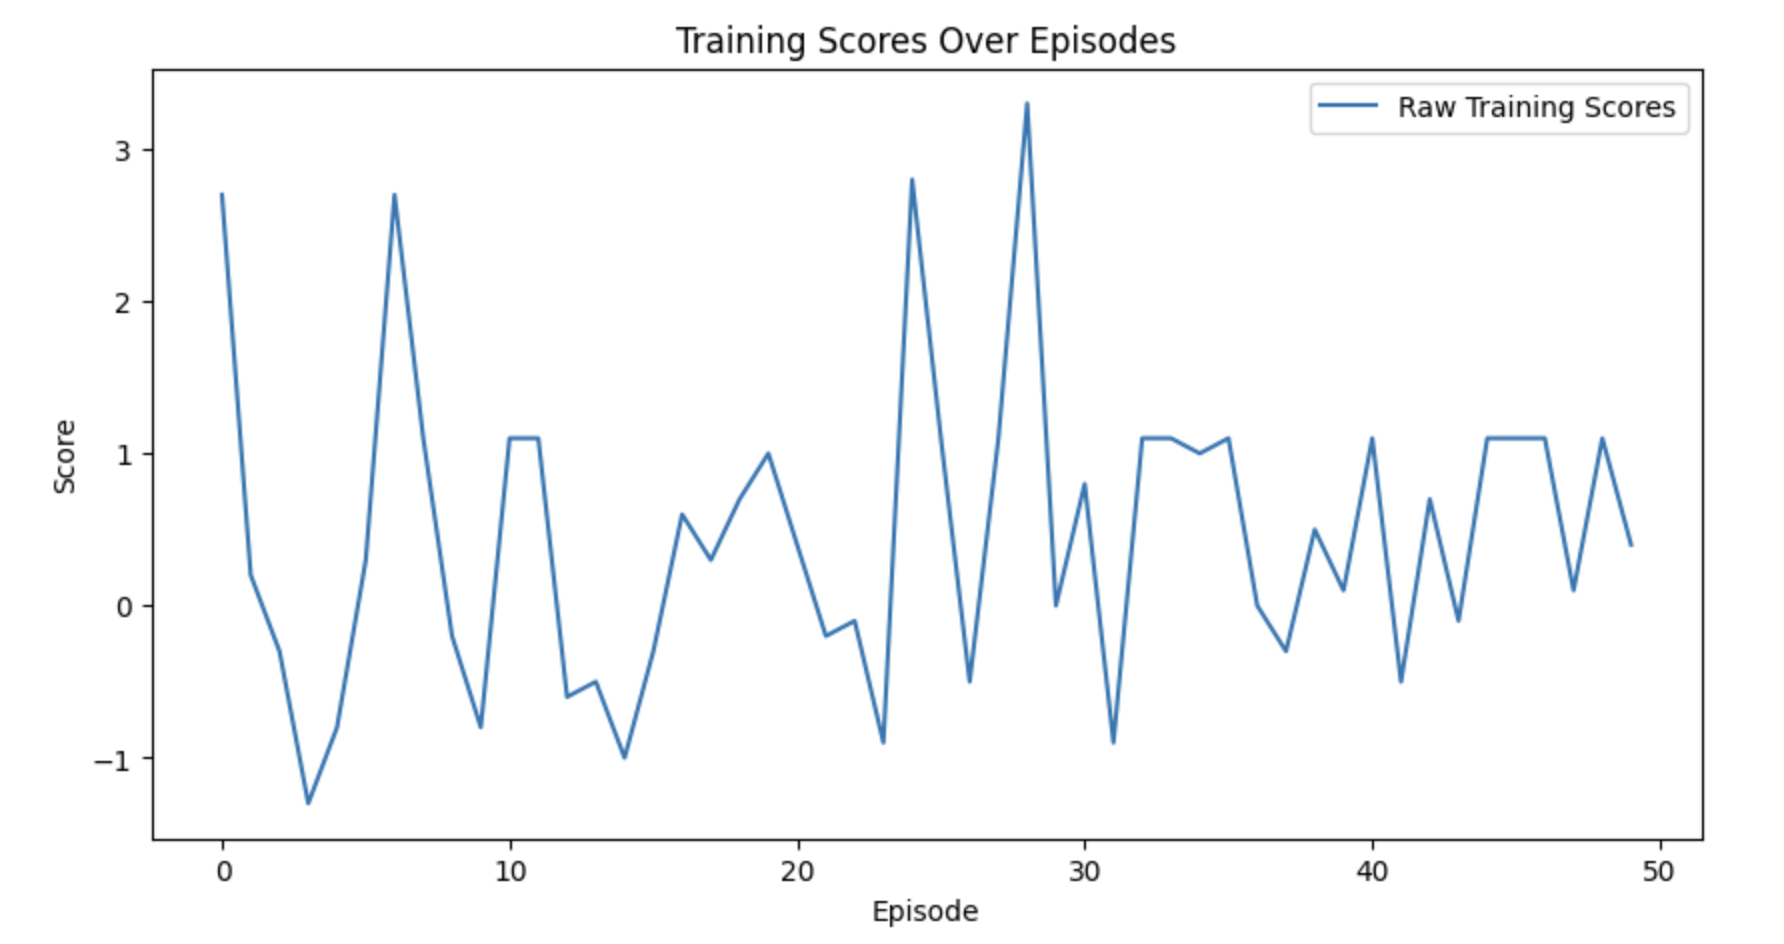 Training Scores Over Episodes
Raw Training Scores
3
2
1
0
−1
Score
0 10 20 30 40 50
Episode